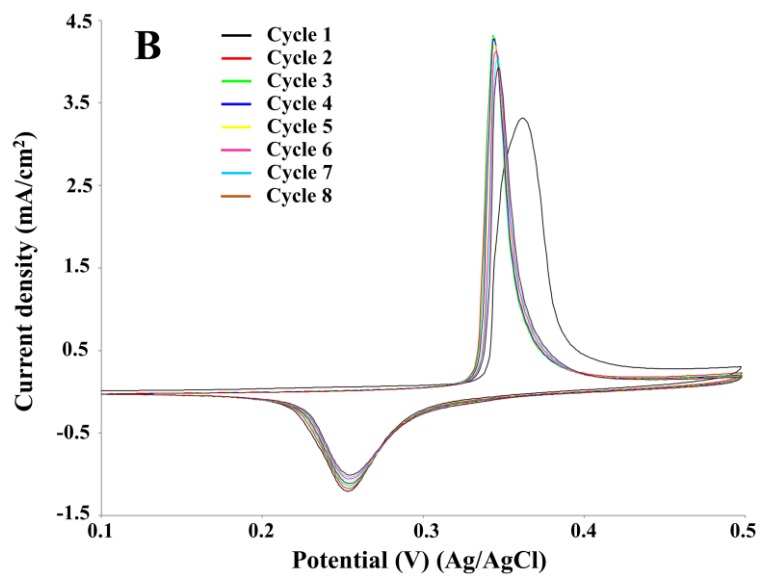 B
Cycle 1
Cycle 2
Cycle 3
Cycle 4
Cycle 5
Cycle 6
Cycle 7
Cycle 8
Current density (mA/cm²)
4.5
3.5
2.5
1.5
0.5
-0.5
-1.5
0.1 0.2 0.3 0.4 0.5
Potential (V) (Ag/AgCl)